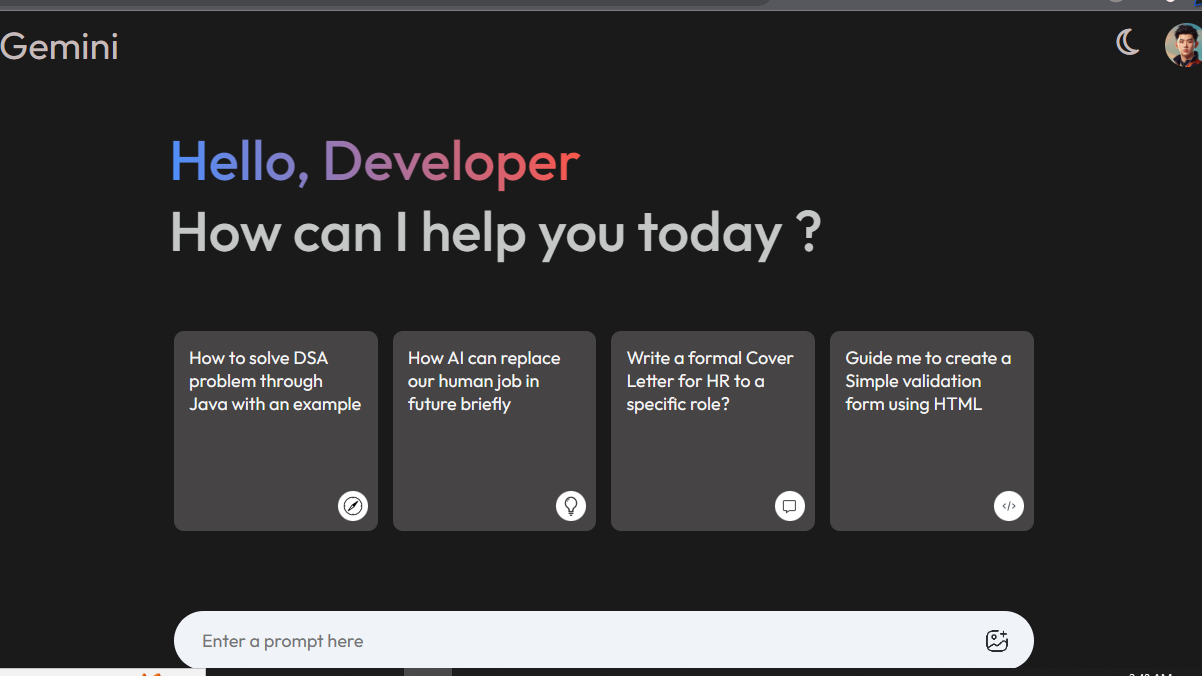 Gemini
Hello, Developer
How can I help you today ?
How to solve DSA
problem through
Java with an example
How AI can replace
our human job in
future briefly
Write a formal Cover
Letter for HR to a
specific role?
Guide me to create a
Simple validation
form using HTML
</>
Enter a prompt here